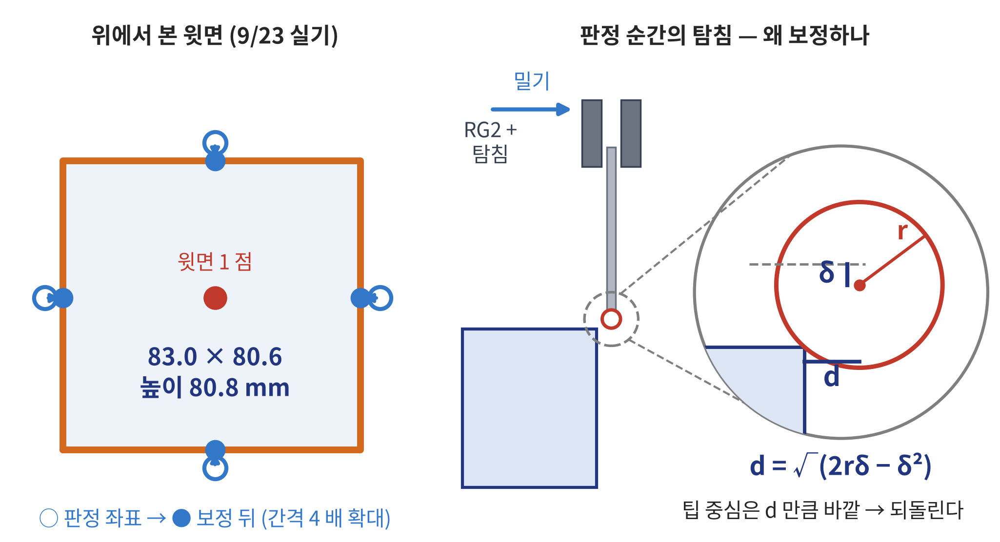 위에서 본 윗면 (9/23 실기)
윗면 1 점
83.0 × 80.6
높이 80.8 mm
○ 판정 좌표 → ● 보정 뒤 (간격 4 배 확대)
판정 순간의 탐침 — 왜 보정하나
밀기
RG2 +
탐침
r
δ
d
d = √(2rδ − δ²)
팁 중심은 d 만큼 바깥 → 되돌린다